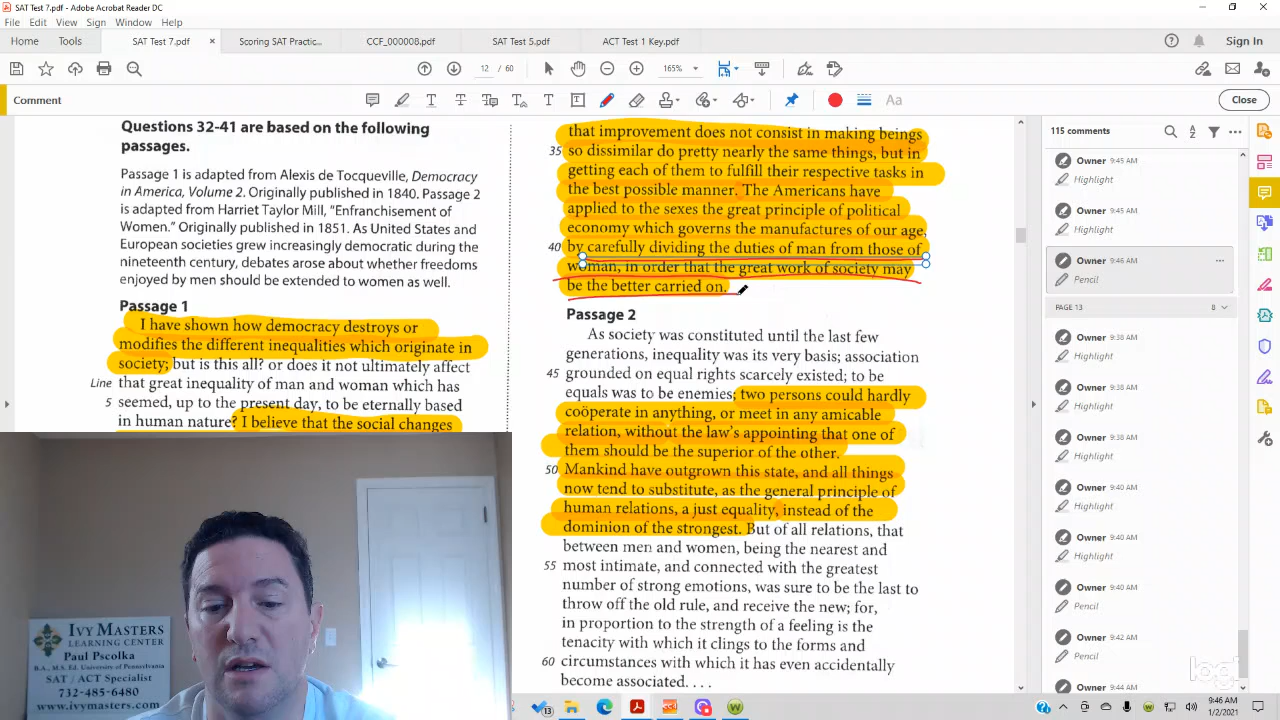 SAT Test 7.pdf - Adobe Acrobat Reader DC
File Edit View Sign Window Help
Home Tools SAT Test 7.pdf × Scoring SAT Practic... CCF_000008.pdf SAT Test 5.pdf ACT Test 1 Key.pdf Sign In
12 / 60 165%
Comment Aa Close
Questions 32-41 are based on the following
passages.
Passage 1 is adapted from Alexis de Tocqueville, Democracy
in America, Volume 2. Originally published in 1840. Passage 2
is adapted from Harriet Taylor Mill, "Enfranchisement of
Women." Originally published in 1851. As United States and
European societies grew increasingly democratic during the
nineteenth century, debates arose about whether freedoms
enjoyed by men should be extended to women as well.
Passage 1
I have shown how democracy destroys or
modifies the different inequalities which originate in
society; but is this all? or does it not ultimately affect
Line that great inequality of man and woman which has
5 seemed, up to the present day, to be eternally based
in human nature? I believe that the social changes
that improvement does not consist in making beings
35 so dissimilar do pretty nearly the same things, but in
getting each of them to fulfill their respective tasks in
the best possible manner. The Americans have
applied to the sexes the great principle of political
economy which governs the manufactures of our age,
40 by carefully dividing the duties of man from those of
woman, in order that the great work of society may
be the better carried on.
Passage 2
As society was constituted until the last few
generations, inequality was its very basis; association
45 grounded on equal rights scarcely existed; to be
equals was to be enemies; two persons could hardly
coöperate in anything, or meet in any amicable
relation, without the law's appointing that one of
them should be the superior of the other.
50 Mankind have outgrown this state, and all things
now tend to substitute, as the general principle of
human relations, a just equality, instead of the
dominion of the strongest. But of all relations, that
between men and women, being the nearest and
55 most intimate, and connected with the greatest
number of strong emotions, was sure to be the last to
throw off the old rule, and receive the new; for,
in proportion to the strength of a feeling is the
tenacity with which it clings to the forms and
60 circumstances with which it has even accidentally
become associated. . . .
115 comments
Owner 9:45 AM
Highlight
Owner 9:45 AM
Highlight
Owner 9:46 AM
Pencil
PAGE 13 8
Owner 9:38 AM
Highlight
Owner 9:38 AM
Highlight
Owner 9:40 AM
Highlight
Owner 9:40 AM
Highlight
Owner 9:40 AM
Pencil
Owner 9:42 AM
Pencil
Owner 9:44 AM
IVY MASTERS
LEARNING CENTER
Paul Pscolka
B.A., M.S. Ed. University of Pennsylvania
SAT / ACT Specialist
732-485-6480
www.ivymasters.com
logi
13
9:46 AM
1/2/2021